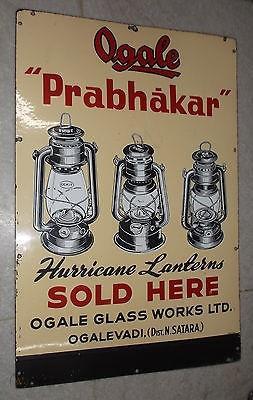 Ogale
"Prabhākar"
Hurricane Lanterns
SOLD HERE
OGALE GLASS WORKS LTD.
OGALEVADI, (DIST. N. SATARA.)